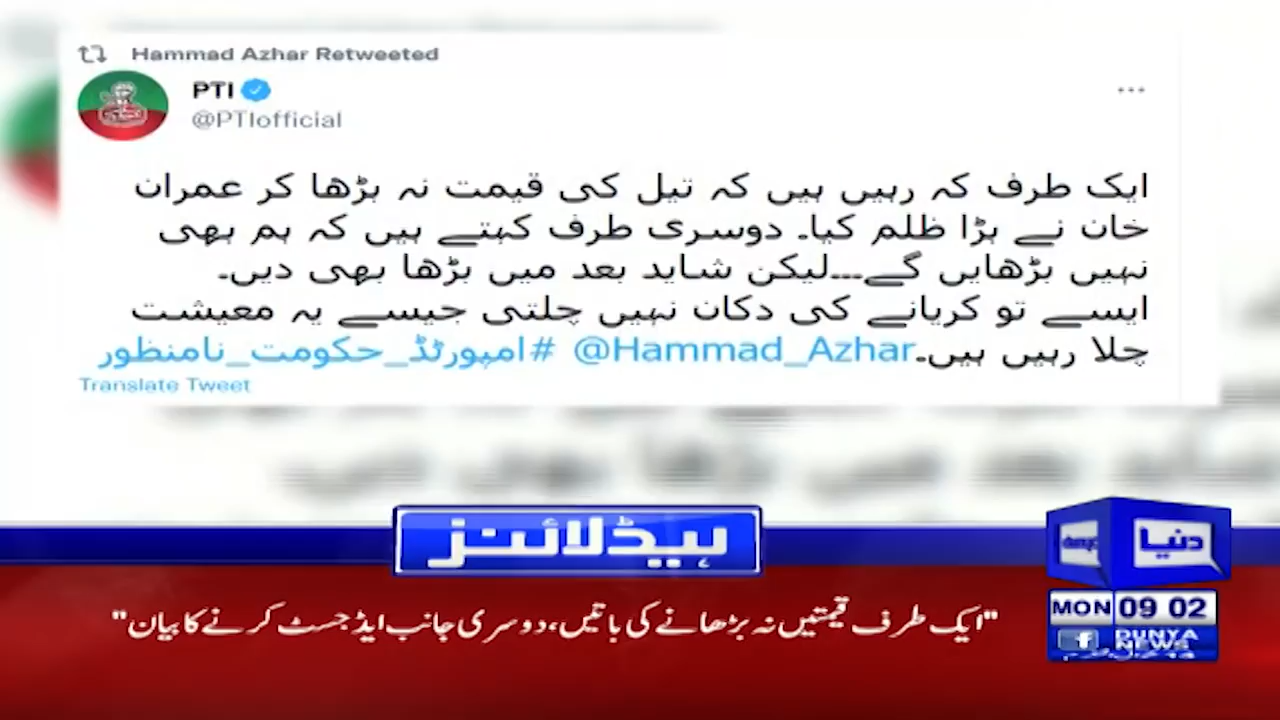 Hammad Azhar Retweeted
PTI
@PTIofficial
ایک طرف کہ رہیں ہیں کہ تیل کی قیمت نہ بڑھا کر عمران
خان نے بڑا ظلم کیا۔ دوسری طرف کہتے ہیں کہ ہم بھی
نہیں بڑھایں گے...لیکن شاید بعد میں بڑھا بھی دیں۔
ایسے تو کریانے کی دکان نہیں چلتی جیسے یہ معیشت
چلا رہیں ہیں۔@Hammad_Azhar #امپورٹڈ_حکومت_نامنظور
Translate Tweet
ہیڈلائنز
دنیا
"ایک طرف قیمتیں نہ بڑھانے کی باتیں، دوسری جانب ایڈجسٹ کرنے کا بیان"
MON 09 02
DUNYA
NEWS